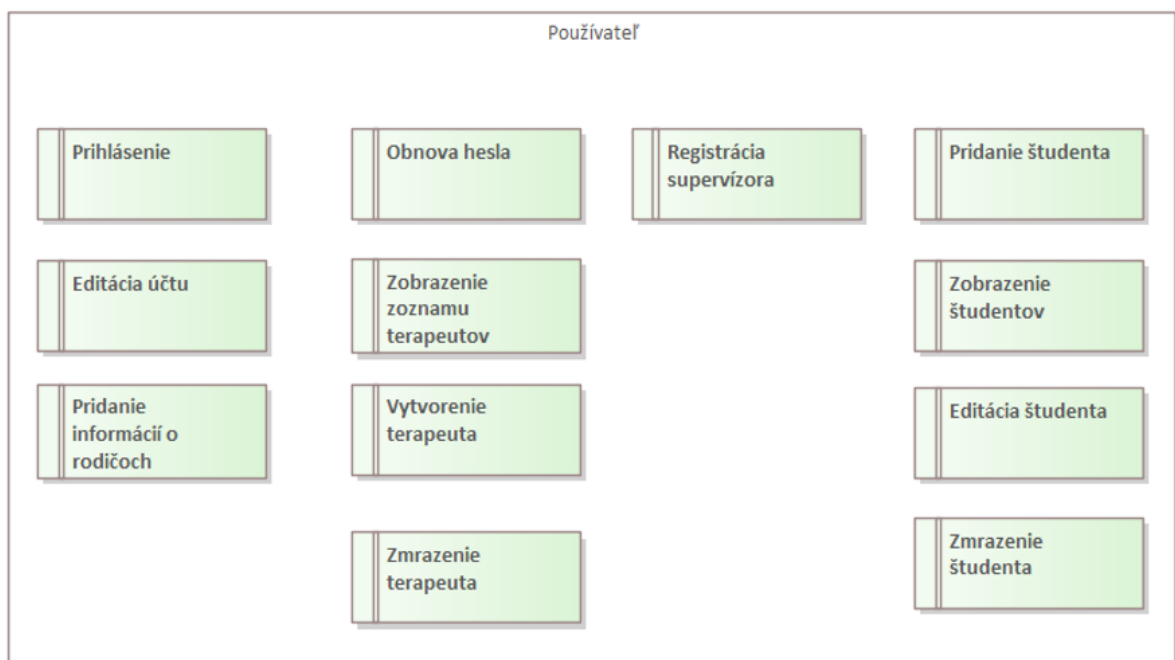 Používateľ
Prihlásenie
Obnova hesla
Registrácia
supervízora
Pridanie študenta
Editácia účtu
Zobrazenie
zoznamu
terapeutov
Zobrazenie
študentov
Pridanie
informácií o
rodičoch
Vytvorenie
terapeuta
Editácia študenta
Zmrazenie
terapeuta
Zmrazenie
študenta